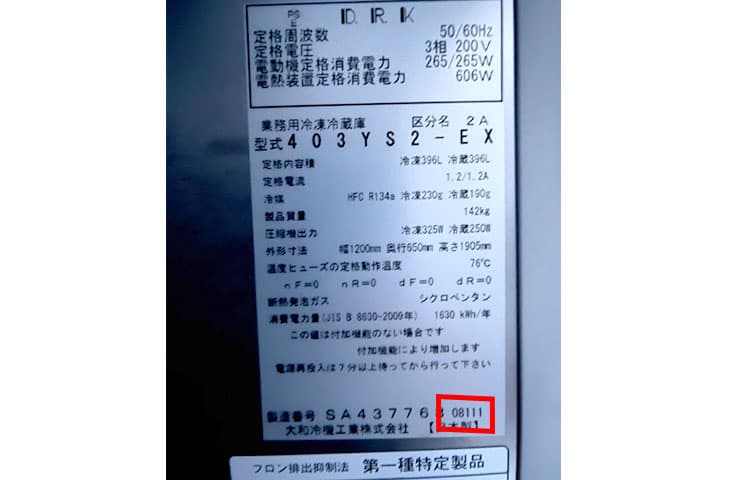 PS E D.R.K
定格周波数 50/60Hz
定格電圧 3相 200V
電動機定格消費電力 265/265W
電熱装置定格消費電力 606W
業務用冷凍冷蔵庫 区分名 2A
型式 403YS2-EX
定格内容積 冷凍396L 冷蔵396L
定格電流 1.2/1.2A
冷媒 HFC R134a 冷凍230g 冷蔵190g
製品質量 142kg
圧縮機出力 冷凍325W 冷蔵250W
外形寸法 幅1200mm 奥行650mm 高さ1905mm
温度ヒューズの定格動作温度 76℃
nF=0 nR=0 dF=0 dR=0
断熱発泡ガス シクロペンタン
消費電力量(JIS B 8630-2009年) 1630 kWh/年
この値は付加機能のない場合です
付加機能により増加します
電源再投入は7分以上待ってから行って下さい
製造番号 SA437763 08111
大和冷機工業株式会社 【日本製】
フロン排出抑制法 第一種特定製品